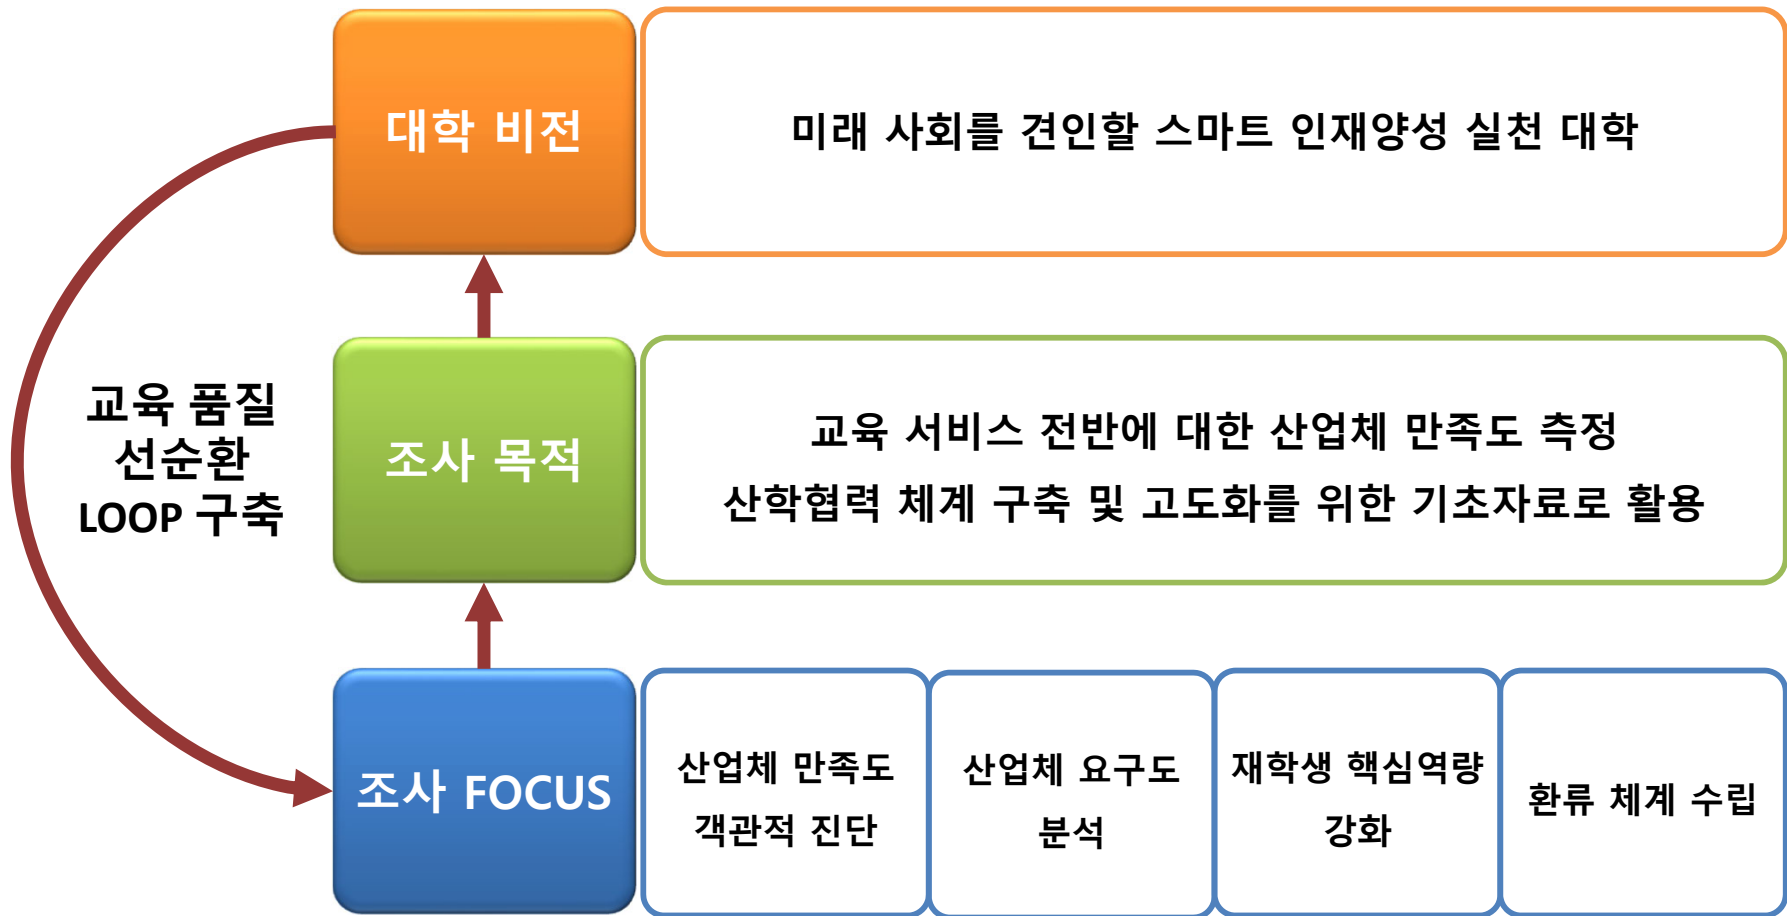 대학 비전
미래 사회를 견인할 스마트 인재양성 실천 대학
교육 품질
선순환
LOOP 구축
조사 목적
교육 서비스 전반에 대한 산업체 만족도 측정
산학협력 체계 구축 및 고도화를 위한 기초자료로 활용
조사 FOCUS
산업체 만족도
객관적 진단
산업체 요구도
분석
재학생 핵심역량
강화
환류 체계 수립